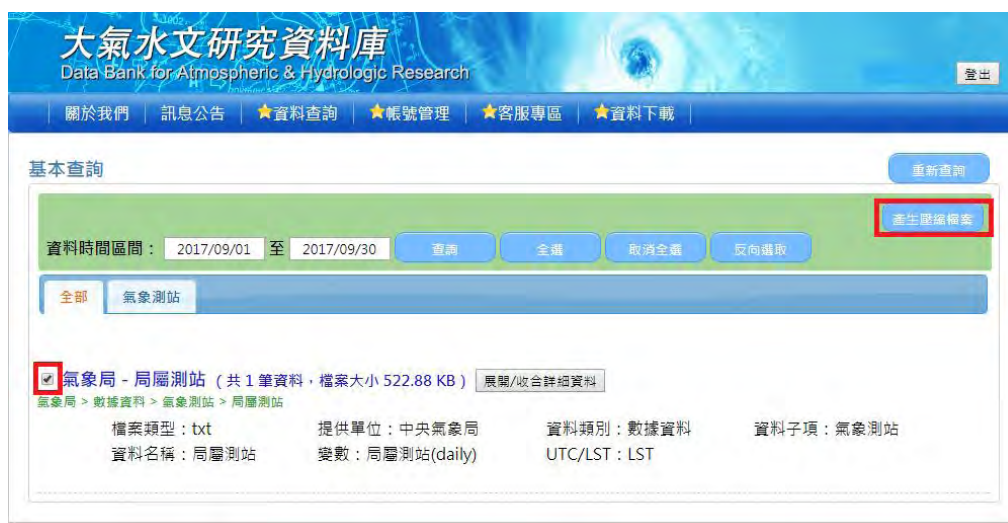 大氣水文研究資料庫
Data Bank for Atmospheric & Hydrologic Research
登出
關於我們 | 訊息公告 | ★資料查詢 | ★帳號管理 | ★客服專區 | ★資料下載 |
基本查詢
重新查詢
產生壓縮檔案
資料時間區間： 2017/09/01 至 2017/09/30 查詢 全選 取消全選 反向選取
全部 氣象測站
氣象局 - 局屬測站 (共 1 筆資料，檔案大小 522.88 KB) 展開/收合詳細資料
氣象局 > 數據資料 > 氣象測站 > 局屬測站
檔案類型：txt 提供單位：中央氣象局 資料類別：數據資料 資料子項：氣象測站
資料名稱：局屬測站 變數：局屬測站(daily) UTC/LST：LST